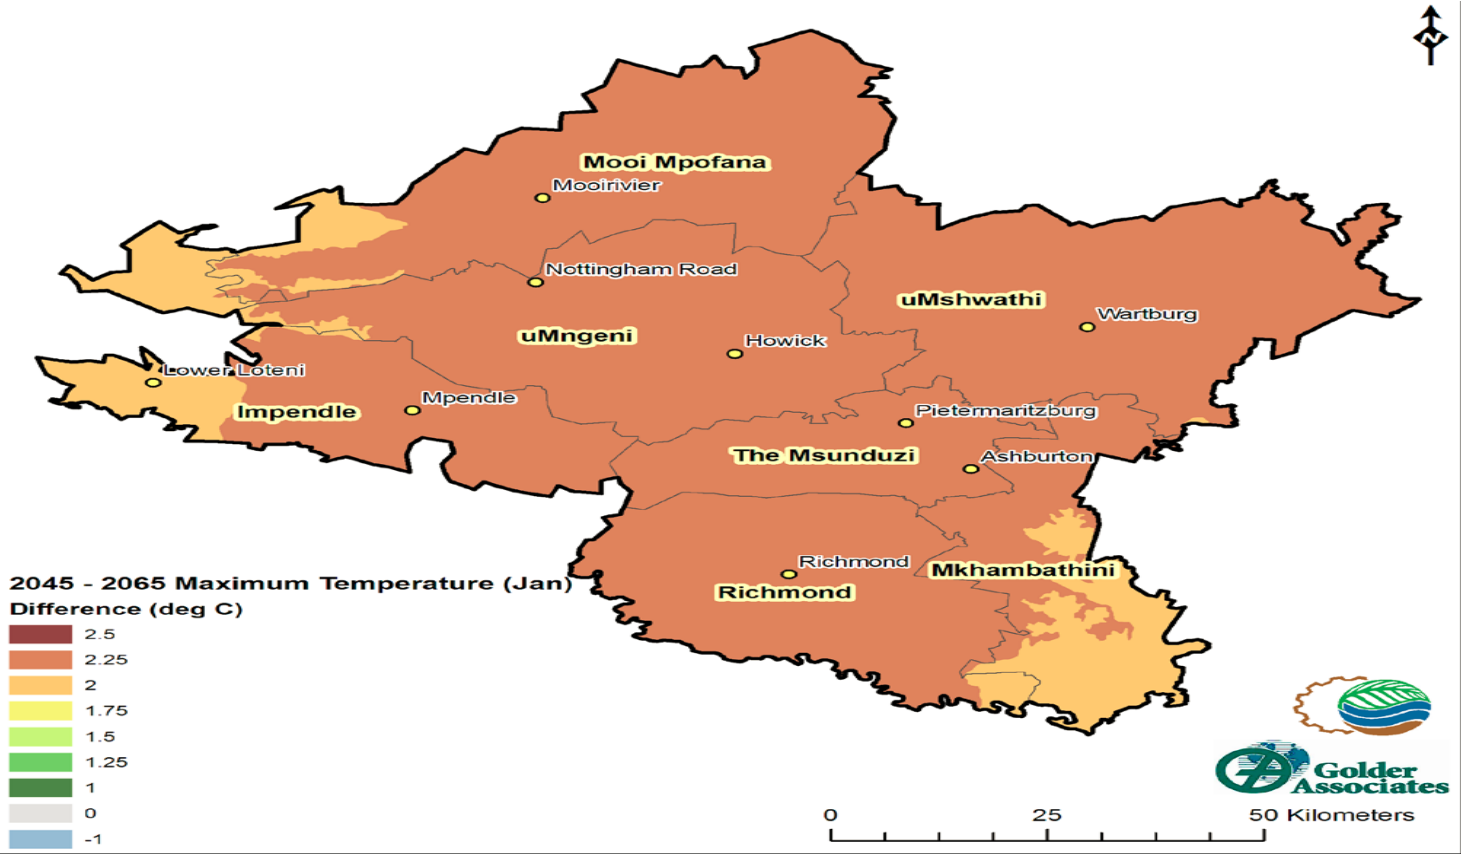 N
Mooi Mpofana
Mooirivier
Nottingham Road
uMshwathi
Wartburg
uMngeni
Howick
Lower Loteni
Impendle
Mpendle
Pietermaritzburg
The Msunduzi
Ashburton
Richmond
Mkhambathini
Richmond
2045 - 2065 Maximum Temperature (Jan)
Difference (deg C)
2.5
2.25
2
1.75
1.5
1.25
1
0
-1
Golder
Associates
0 25 50 Kilometers